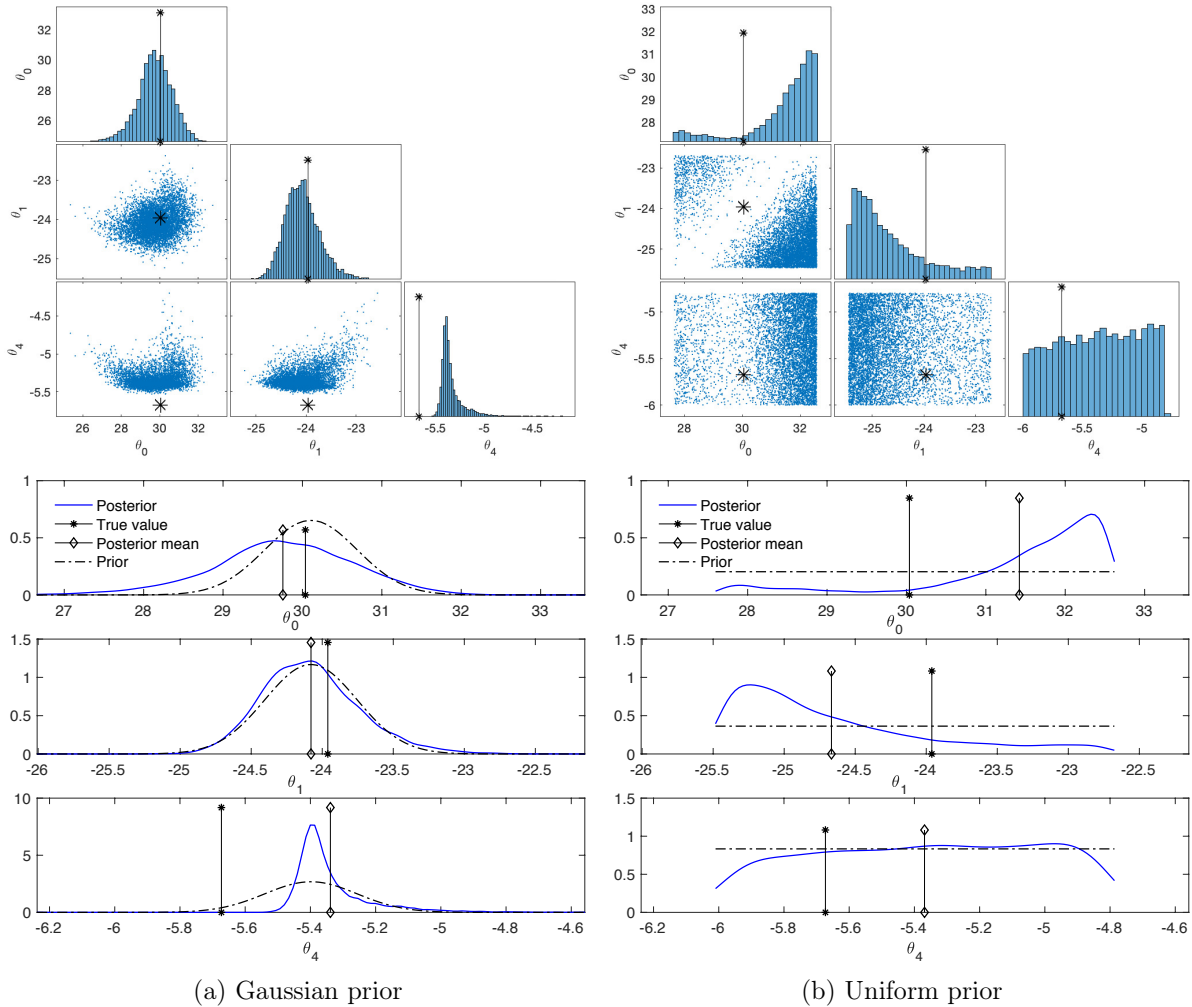 33
32
31
30
29
28
26
θ0
-23
-24
-25
θ1
-4.5
-5
-5.5
θ4
26 28 30 32
θ0
-25 -24 -23
θ1
-5.5 -5 -4.5
θ4
33
32
31
30
29
28
θ0
-23
-24
-25
θ1
-5
-5.5
-6
θ4
28 30 32
θ0
-25 -24 -23
θ1
-6 -5.5 -5
θ4
1
0.5
0
Posterior
True value
Posterior mean
Prior
27 28 29 30 31 32 33
θ0
1.5
1
0.5
0
-26 -25.5 -25 -24.5 -24 -23.5 -23 -22.5
θ1
10
5
0
-6.2 -6 -5.8 -5.6 -5.4 -5.2 -5 -4.8 -4.6
θ4
1
0.5
0
Posterior
True value
Posterior mean
Prior
27 28 29 30 31 32 33
θ0
1.5
1
0.5
0
-26 -25.5 -25 -24.5 -24 -23.5 -23 -22.5
θ1
1.5
1
0.5
0
-6.2 -6 -5.8 -5.6 -5.4 -5.2 -5 -4.8 -4.6
θ4
(a) Gaussian prior
(b) Uniform prior